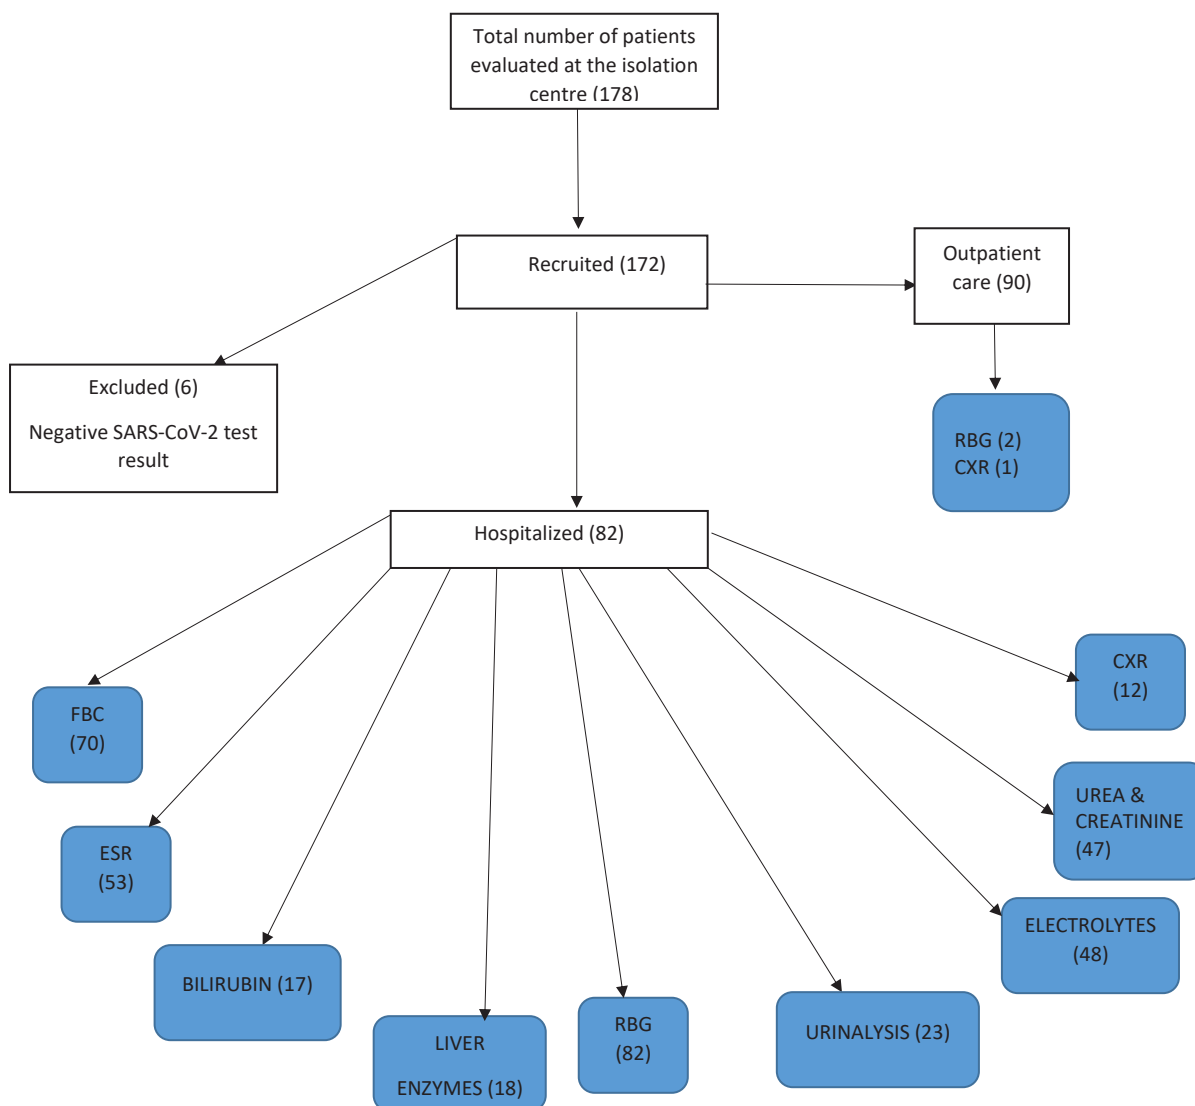 Total number of patients
evaluated at the isolation
centre (178)
Recruited (172)
Outpatient
care (90)
Excluded (6)
Negative SARS-CoV-2 test
result
RBG (2)
CXR (1)
Hospitalized (82)
CXR
(12)
FBC
(70)
UREA &
CREATININE
(47)
ESR
(53)
ELECTROLYTES
(48)
BILIRUBIN (17)
LIVER
ENZYMES (18)
RBG
(82)
URINALYSIS (23)